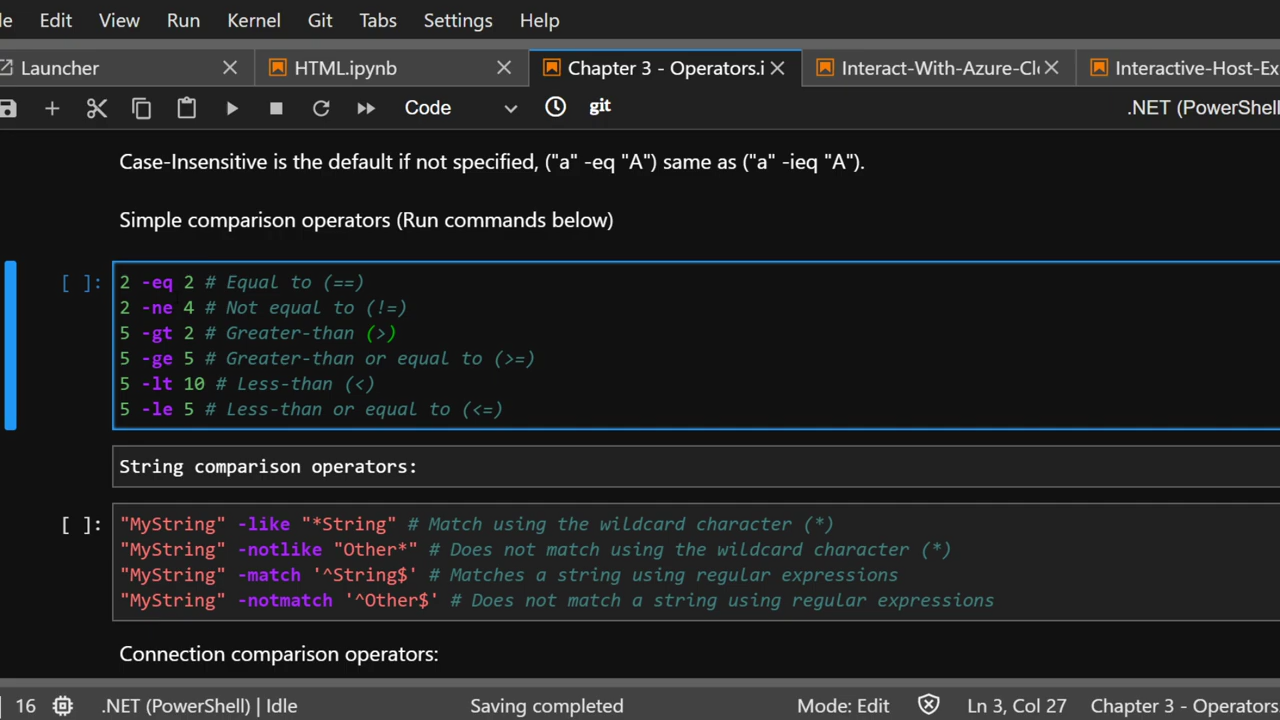 le Edit View Run Kernel Git Tabs Settings Help
Launcher HTML.ipynb Chapter 3 - Operators.i Interact-With-Azure-Cl Interactive-Host-Ex
Code git .NET (PowerShell
Case-Insensitive is the default if not specified, ("a" -eq "A") same as ("a" -ieq "A").
Simple comparison operators (Run commands below)
[ ]: 2 -eq 2 # Equal to (==)
2 -ne 4 # Not equal to (!=)
5 -gt 2 # Greater-than (>)
5 -ge 5 # Greater-than or equal to (>=)
5 -lt 10 # Less-than (<)
5 -le 5 # Less-than or equal to (<=)
String comparison operators:
[ ]: "MyString" -like "*String" # Match using the wildcard character (*)
"MyString" -notlike "Other*" # Does not match using the wildcard character (*)
"MyString" -match '^String$' # Matches a string using regular expressions
"MyString" -notmatch '^Other$' # Does not match a string using regular expressions
Connection comparison operators:
16 .NET (PowerShell) | Idle Saving completed Mode: Edit Ln 3, Col 27 Chapter 3 - Operators